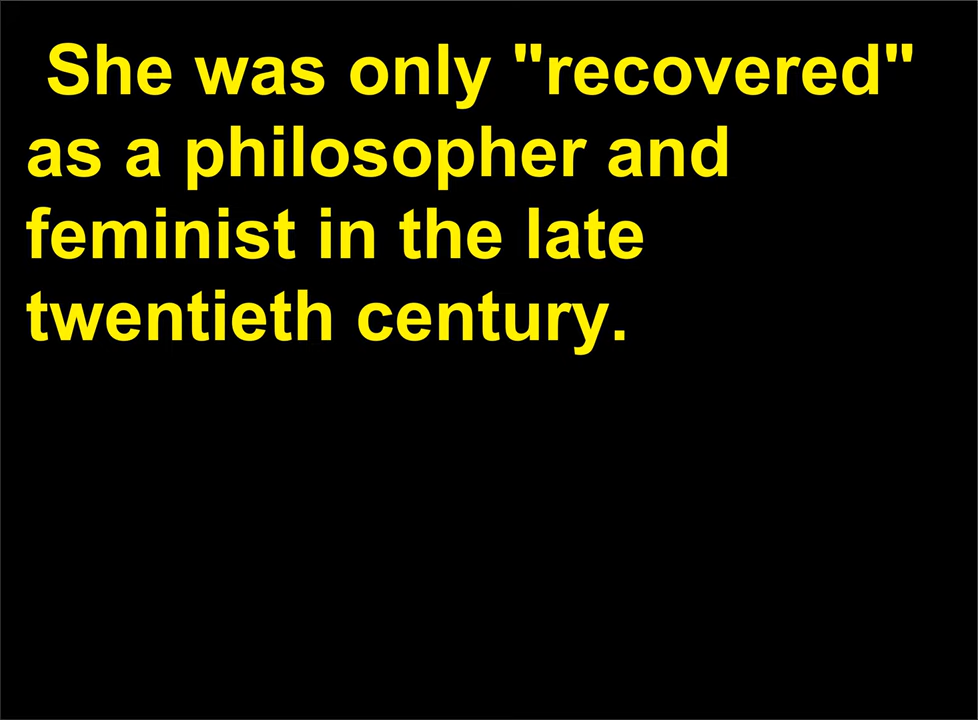 She was only "recovered"
as a philosopher and
feminist in the late
twentieth century.